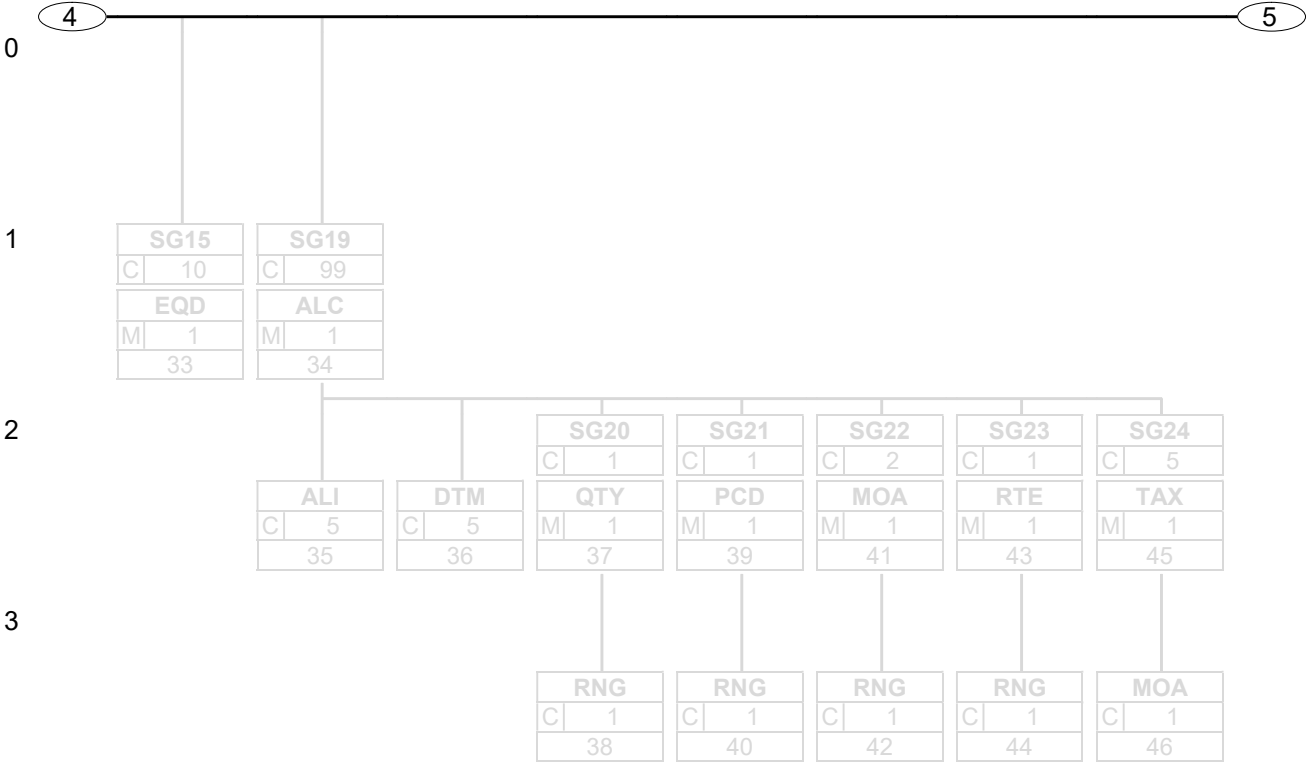 4 5
0
1
SG15 SG19
C 10 C 99
EQD ALC
M 1 M 1
33 34
2
SG20 SG21 SG22 SG23 SG24
C 1 C 1 C 2 C 1 C 5
ALI DTM QTY PCD MOA RTE TAX
C 5 C 5 M 1 M 1 M 1 M 1 M 1
35 36 37 39 41 43 45
3
RNG RNG RNG RNG MOA
C 1 C 1 C 1 C 1 C 1
38 40 42 44 46